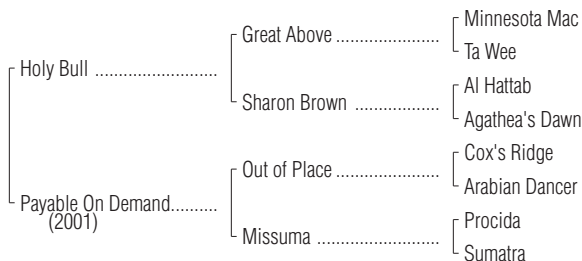 Minnesota Mac
Great Above ....................
Ta Wee
Holy Bull ........................
Al Hattab
Sharon Brown .................
Agathea's Dawn
Cox's Ridge
Out of Place ....................
Arabian Dancer
Payable On Demand..........
(2001)
Procida
Missuma ........................
Sumatra